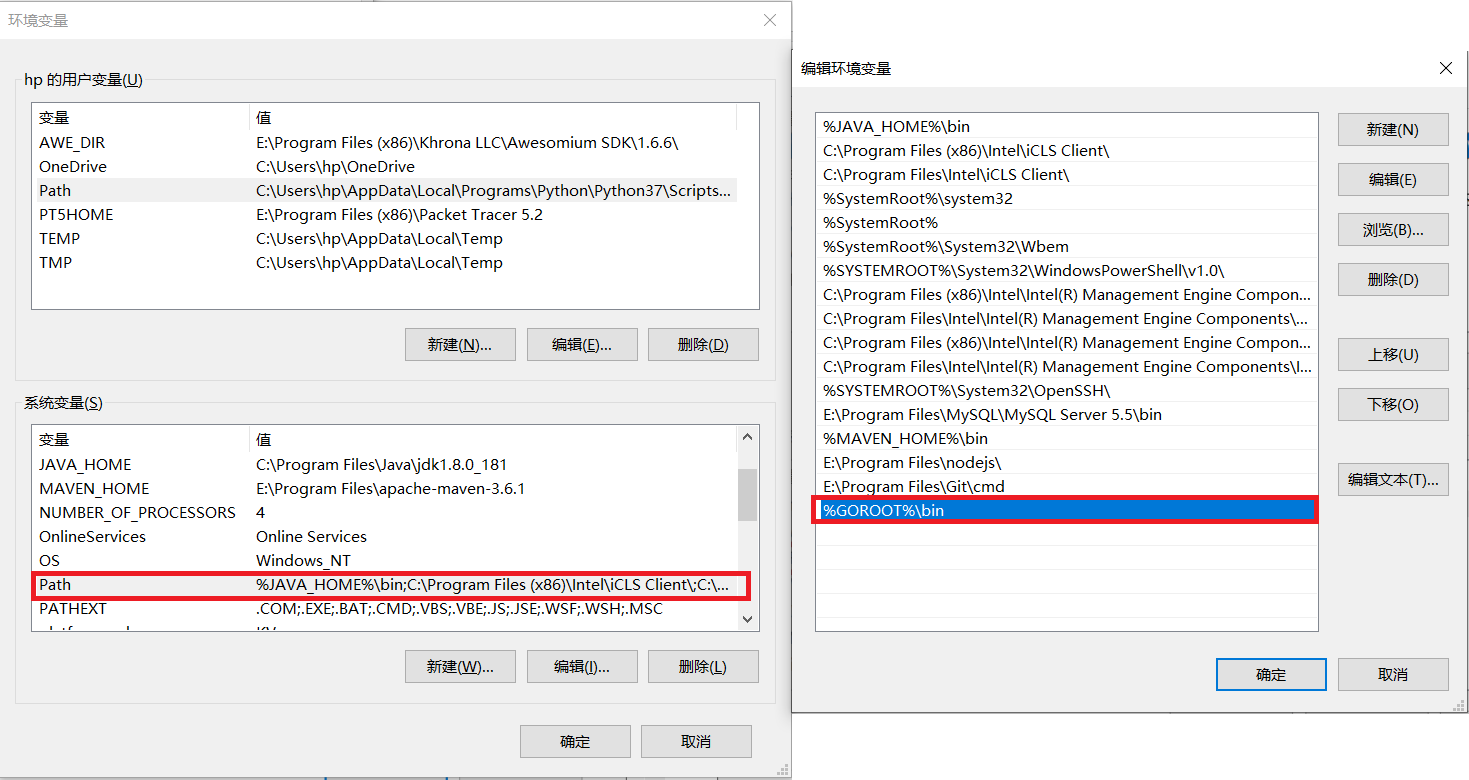 环境变量
hp 的用户变量(U)
变量 值
AWE_DIR E:\Program Files (x86)\Khrona LLC\Awesomium SDK\1.6.6\
OneDrive C:\Users\hp\OneDrive
Path C:\Users\hp\AppData\Local\Programs\Python\Python37\Scripts...
PT5HOME E:\Program Files (x86)\Packet Tracer 5.2
TEMP C:\Users\hp\AppData\Local\Temp
TMP C:\Users\hp\AppData\Local\Temp
新建(N)... 编辑(E)... 删除(D)
系统变量(S)
变量 值
JAVA_HOME C:\Program Files\Java\jdk1.8.0_181
MAVEN_HOME E:\Program Files\apache-maven-3.6.1
NUMBER_OF_PROCESSORS 4
OnlineServices Online Services
OS Windows_NT
Path %JAVA_HOME%\bin;C:\Program Files (x86)\Intel\iCLS Client\;C:\...
PATHEXT .COM;.EXE;.BAT;.CMD;.VBS;.VBE;.JS;.JSE;.WSF;.WSH;.MSC
新建(W)... 编辑(I)... 删除(L)
确定 取消
编辑环境变量
%JAVA_HOME%\bin
C:\Program Files (x86)\Intel\iCLS Client\
C:\Program Files\Intel\iCLS Client\
%SystemRoot%\system32
%SystemRoot%
%SystemRoot%\System32\Wbem
%SYSTEMROOT%\System32\WindowsPowerShell\v1.0\
C:\Program Files (x86)\Intel\Intel(R) Management Engine Compon...
C:\Program Files\Intel\Intel(R) Management Engine Components\...
C:\Program Files (x86)\Intel\Intel(R) Management Engine Compon...
C:\Program Files\Intel\Intel(R) Management Engine Components\I...
%SYSTEMROOT%\System32\OpenSSH\
E:\Program Files\MySQL\MySQL Server 5.5\bin
%MAVEN_HOME%\bin
E:\Program Files\nodejs\
E:\Program Files\Git\cmd
%GOROOT%\bin
新建(N)
编辑(E)
浏览(B)...
删除(D)
上移(U)
下移(O)
编辑文本(T)...
确定 取消